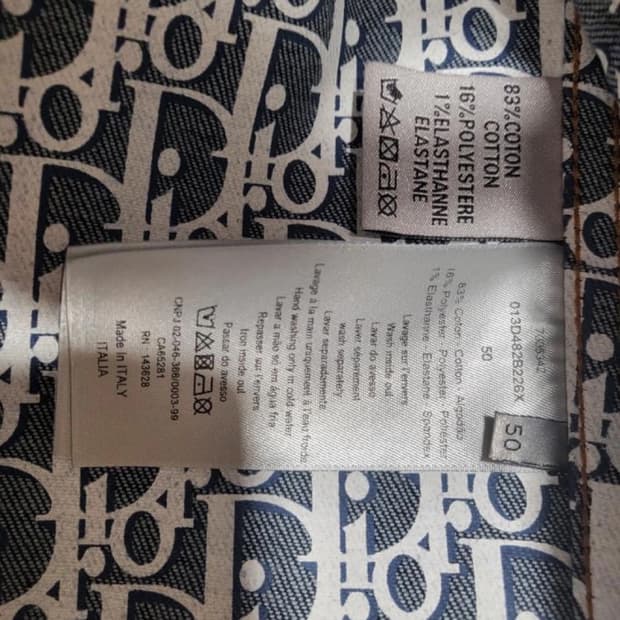 83%COTON
COTTON
16%POLYESTERE
1%ELASTHANNE
ELASTANE
013D482B226X
50
50
83% Coton - Cotton - Algodão
16% Polyester - Polyester - Poliester
1% Elasthanne - Elastane - Spandex
Lavage sur l'envers
Wash inside out
Lavar do avesso
Laver séparément
wash separately
Lavar separadamente
Lavage à la main uniquement à l'eau froide
Hand washing only in cold water
Lavar a mão só em água fria
Repasser sur l'envers
Iron inside out
Passar do avesso
CNPJ 02-046-368/0003-99
CA65281
RN 143628
Made In ITALY
ITALIA
Dior